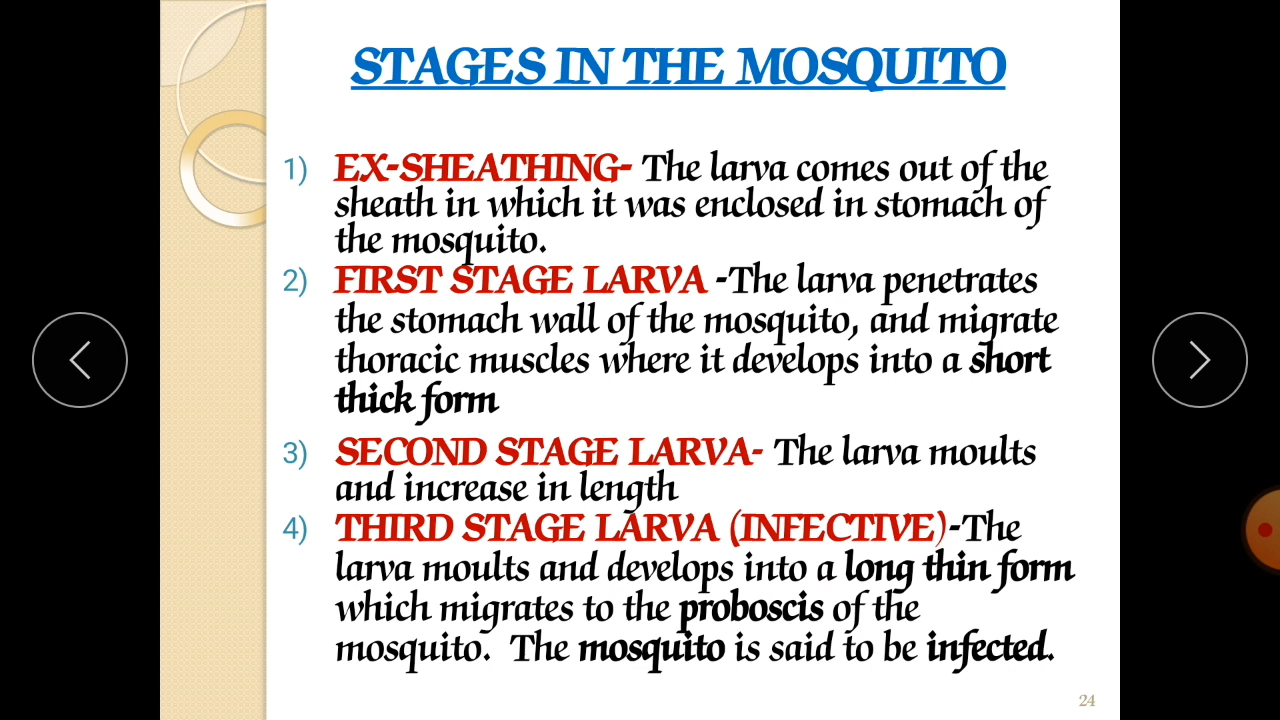 STAGES IN THE MOSQUITO
1) EX-SHEATHING- The larva comes out of the
sheath in which it was enclosed in stomach of
the mosquito.
2) FIRST STAGE LARVA -The larva penetrates
the stomach wall of the mosquito, and migrate
thoracic muscles where it develops into a short
thick form
3) SECOND STAGE LARVA- The larva moults
and increase in length
4) THIRD STAGE LARVA (INFECTIVE)-The
larva moults and develops into a long thin form
which migrates to the proboscis of the
mosquito. The mosquito is said to be infected.
24